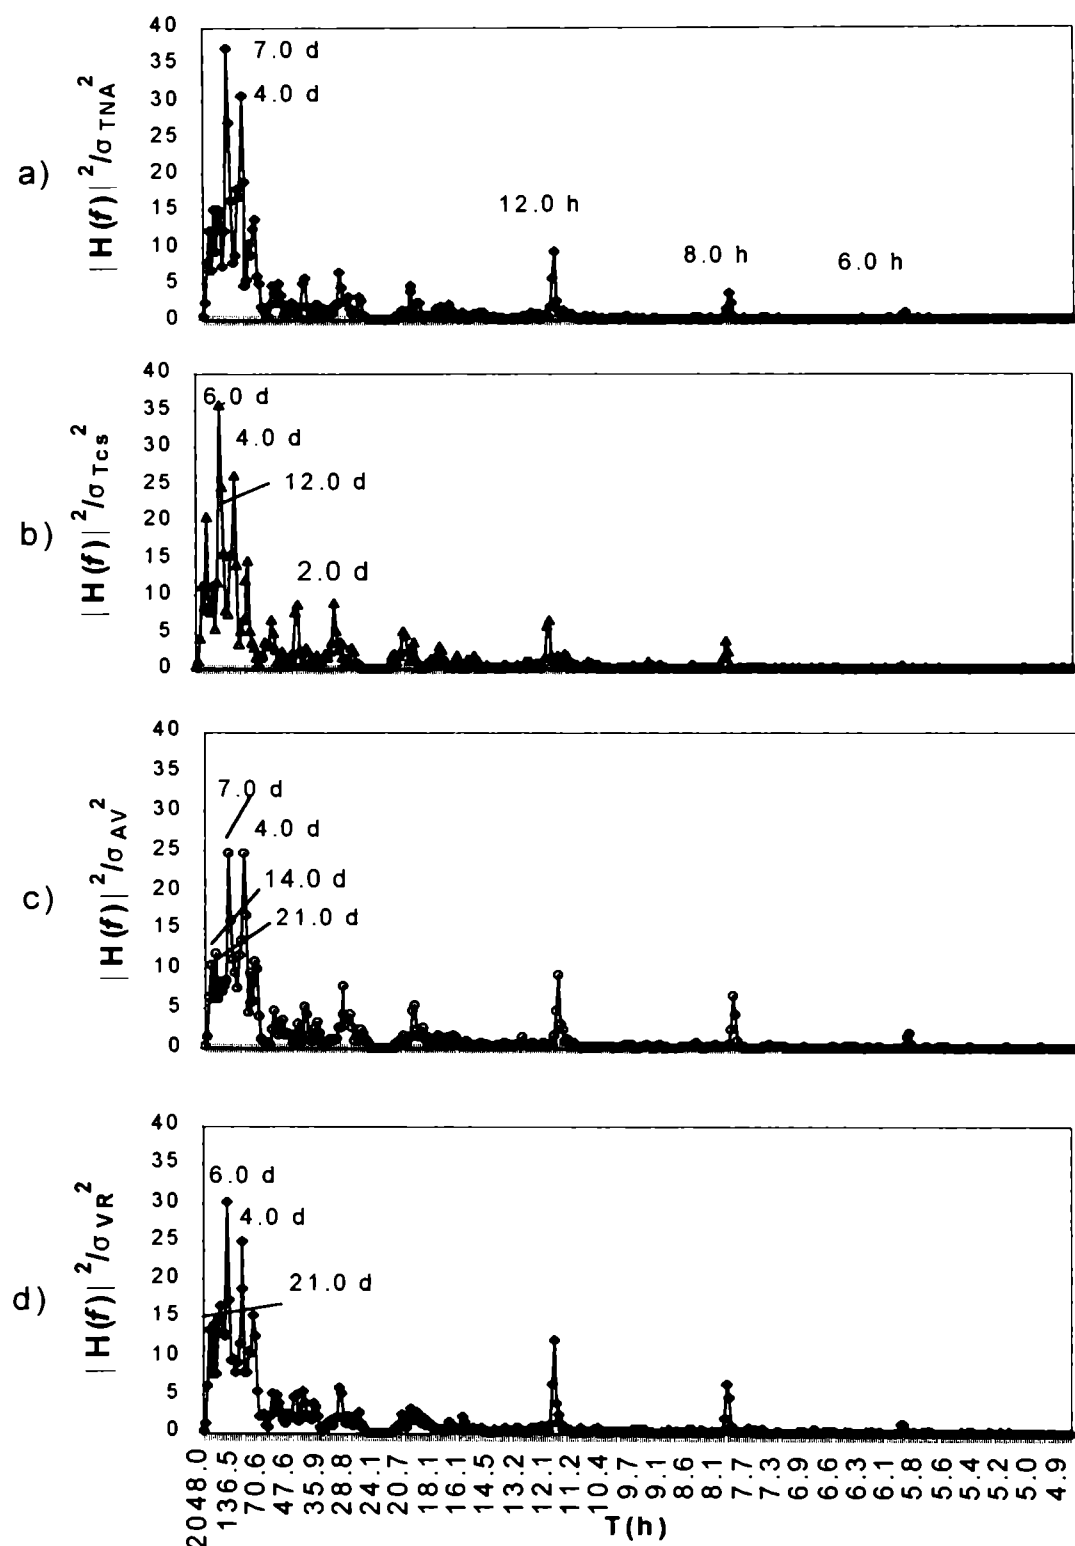 a)
|H(f)|²/σTNA²
40
35
30
25
20
15
10
5
0
7.0 d
4.0 d
12.0 h
8.0 h
6.0 h
b)
|H(f)|²/σTcs²
40
35
30
25
20
15
10
5
0
6.0 d
4.0 d
12.0 d
2.0 d
c)
|H(f)|²/σAV²
40
35
30
25
20
15
10
5
0
7.0 d
4.0 d
14.0 d
21.0 d
d)
|H(f)|²/σVR²
40
35
30
25
20
15
10
5
0
6.0 d
4.0 d
21.0 d
2048.0
136.5
70.6
47.6
35.9
28.8
24.1
20.7
18.1
16.1
14.5
13.2
12.1
11.2
10.4
9.7
9.1
8.6
8.1
7.7
7.3
6.9
6.6
6.3
6.1
5.8
5.6
5.4
5.2
5.0
4.9
T(h)